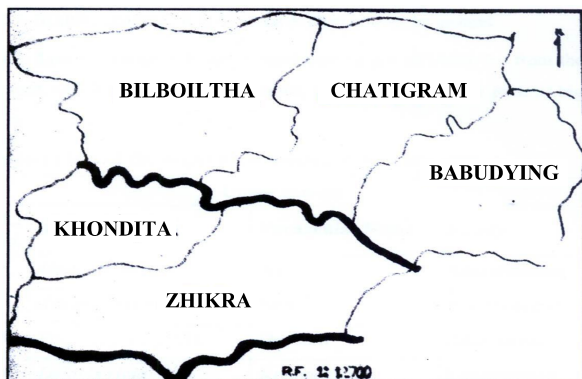 BILBOILTHA
CHATIGRAM
BABUDYING
KHONDITA
ZHIKRA
R.F.